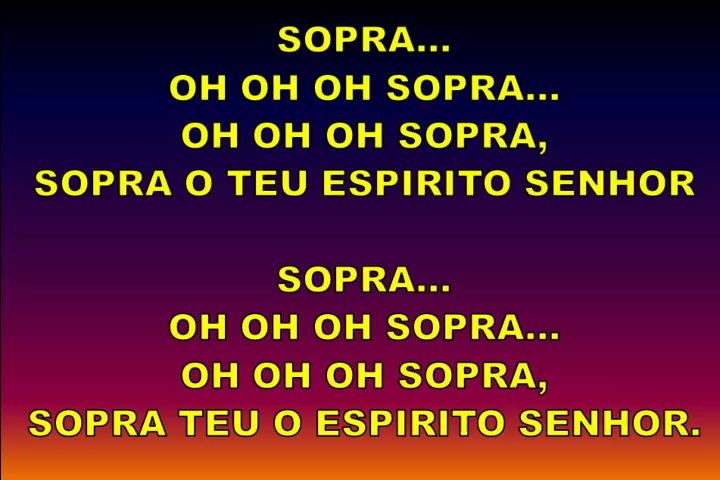 SOPRA...
OH OH OH SOPRA...
OH OH OH SOPRA,
SOPRA O TEU ESPIRITO SENHOR
SOPRA...
OH OH OH SOPRA...
OH OH OH SOPRA,
SOPRA TEU O ESPIRITO SENHOR.